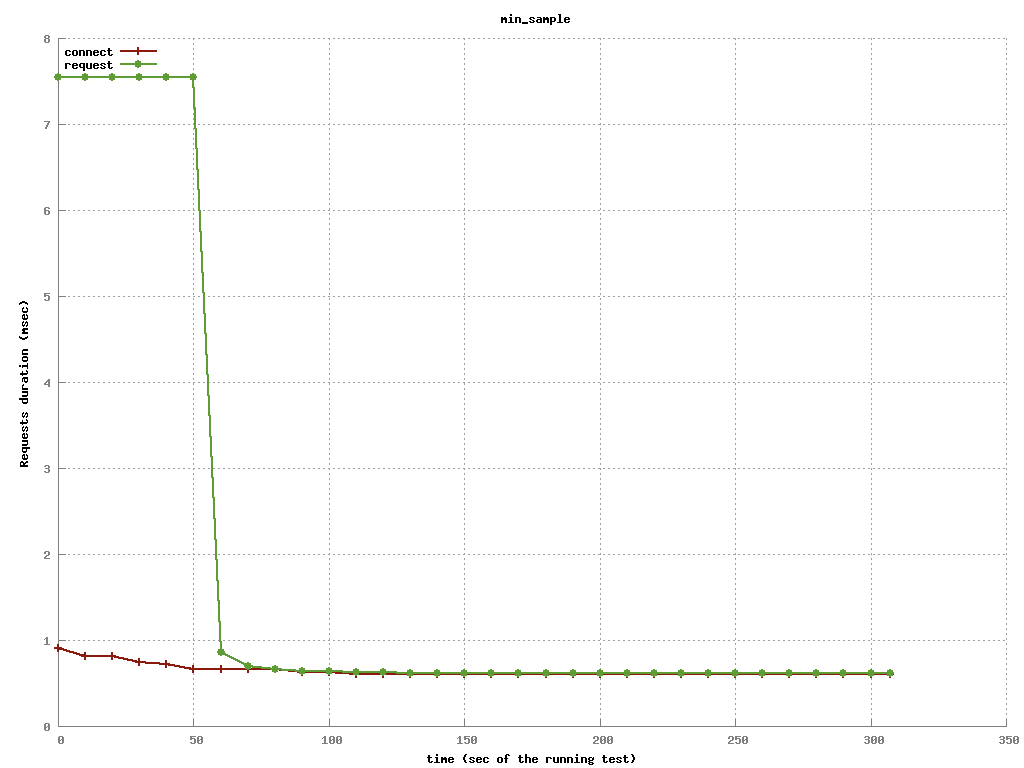 min_sample
connect
request
8
7
6
5
4
3
2
1
0
Requests duration (msec)
0 50 100 150 200 250 300 350
time (sec of the running test)